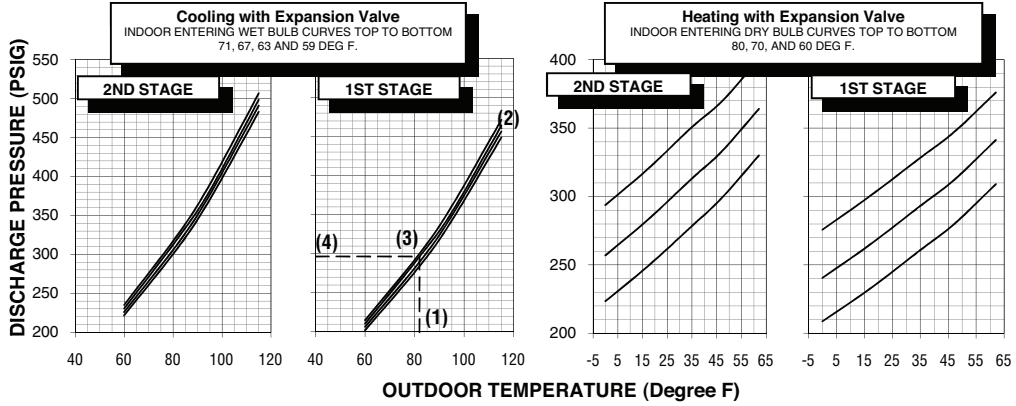 Cooling with Expansion Valve
INDOOR ENTERING WET BULB CURVES TOP TO BOTTOM
71, 67, 63 AND 59 DEG F.
Heating with Expansion Valve
INDOOR ENTERING DRY BULB CURVES TOP TO BOTTOM
80, 70, AND 60 DEG F.
DISCHARGE PRESSURE (PSIG)
550
500
450
400
350
300
250
200
2ND STAGE
40 60 80 100 120
1ST STAGE
(2)
(3)
(4)
(1)
40 60 80 100 120
400
350
300
250
200
2ND STAGE
-5 5 15 25 35 45 55 65
1ST STAGE
-5 5 15 25 35 45 55 65
OUTDOOR TEMPERATURE (Degree F)